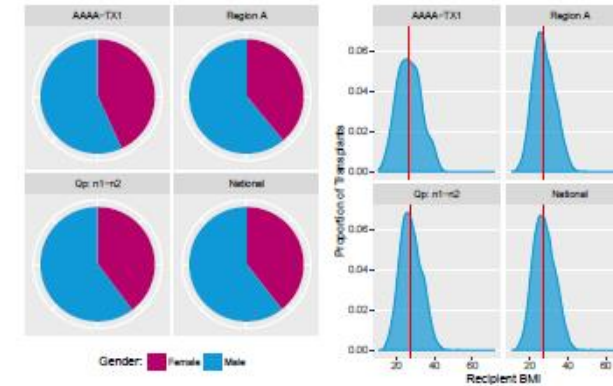 AAAA-TX1
Region A
Qp: n1-n2
National
Gender:
Female
Male
AAAA-TX1
Region A
Qp: n1-n2
National
Proportion of Transplants
0.06
0.04
0.02
0.00
0.06
0.04
0.02
0.00
20
40
60
20
40
60
Recipient BMI